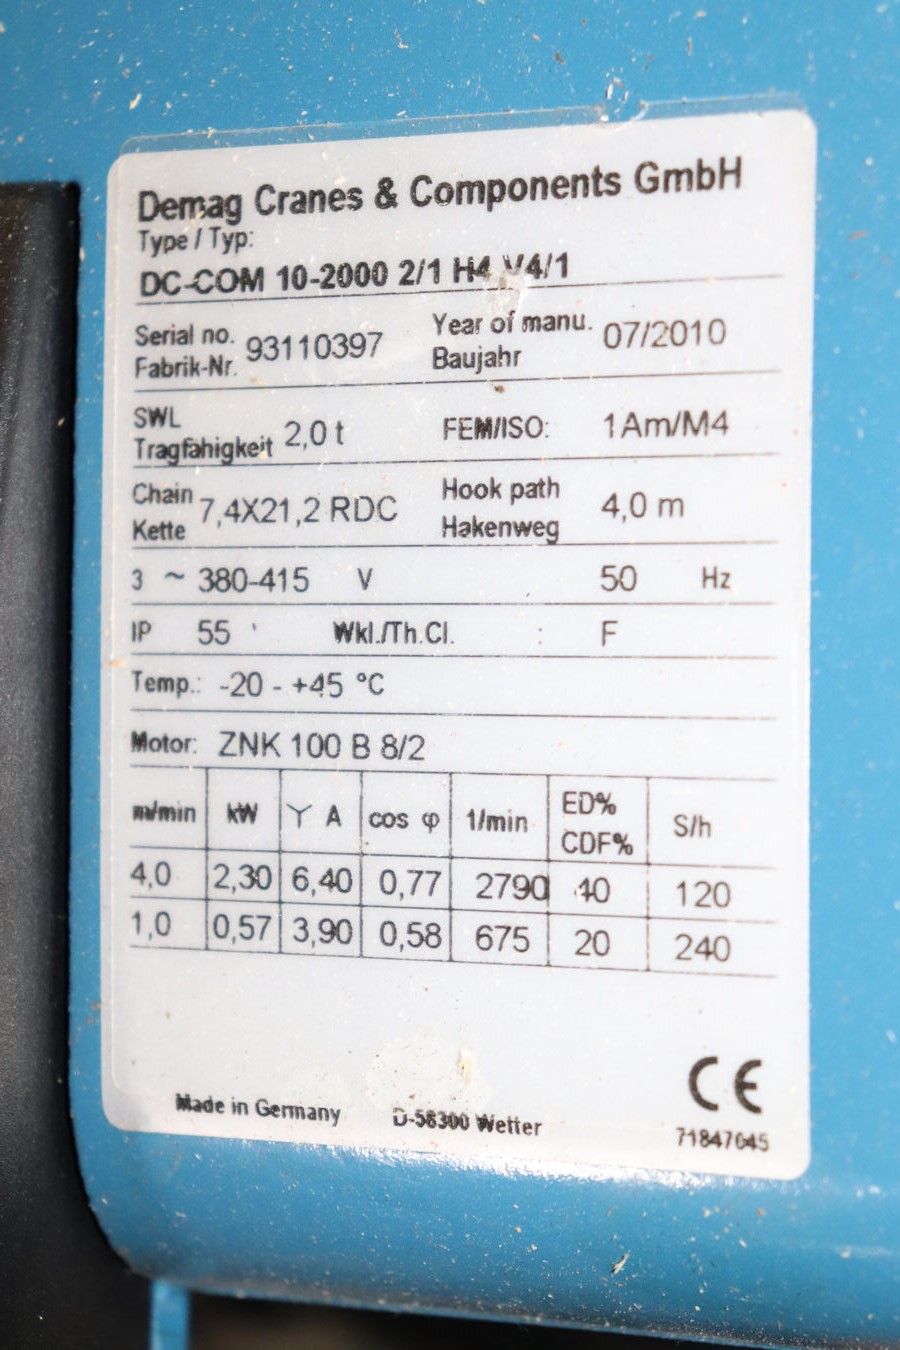 Demag Cranes & Components GmbH
Type / Typ:
DC-COM 10-2000 2/1 H4 V4/1
Serial no. 93110397 Year of manu. 07/2010
Fabrik-Nr. Baujahr
SWL 2,0 t FEM/ISO: 1Am/M4
Tragfähigkeit
Chain 7,4X21,2 RDC Hook path 4,0 m
Kette Hakenweg
3 ~ 380-415 V 50 Hz
IP 55 Wkl./Th.Cl. : F
Temp.: -20 - +45 °C
Motor: ZNK 100 B 8/2
m/min kW Y A cos φ 1/min ED% CDF% S/h
4,0 2,30 6,40 0,77 2790 40 120
1,0 0,57 3,90 0,58 675 20 240
CE
Made in Germany D-58300 Wetter 71847045